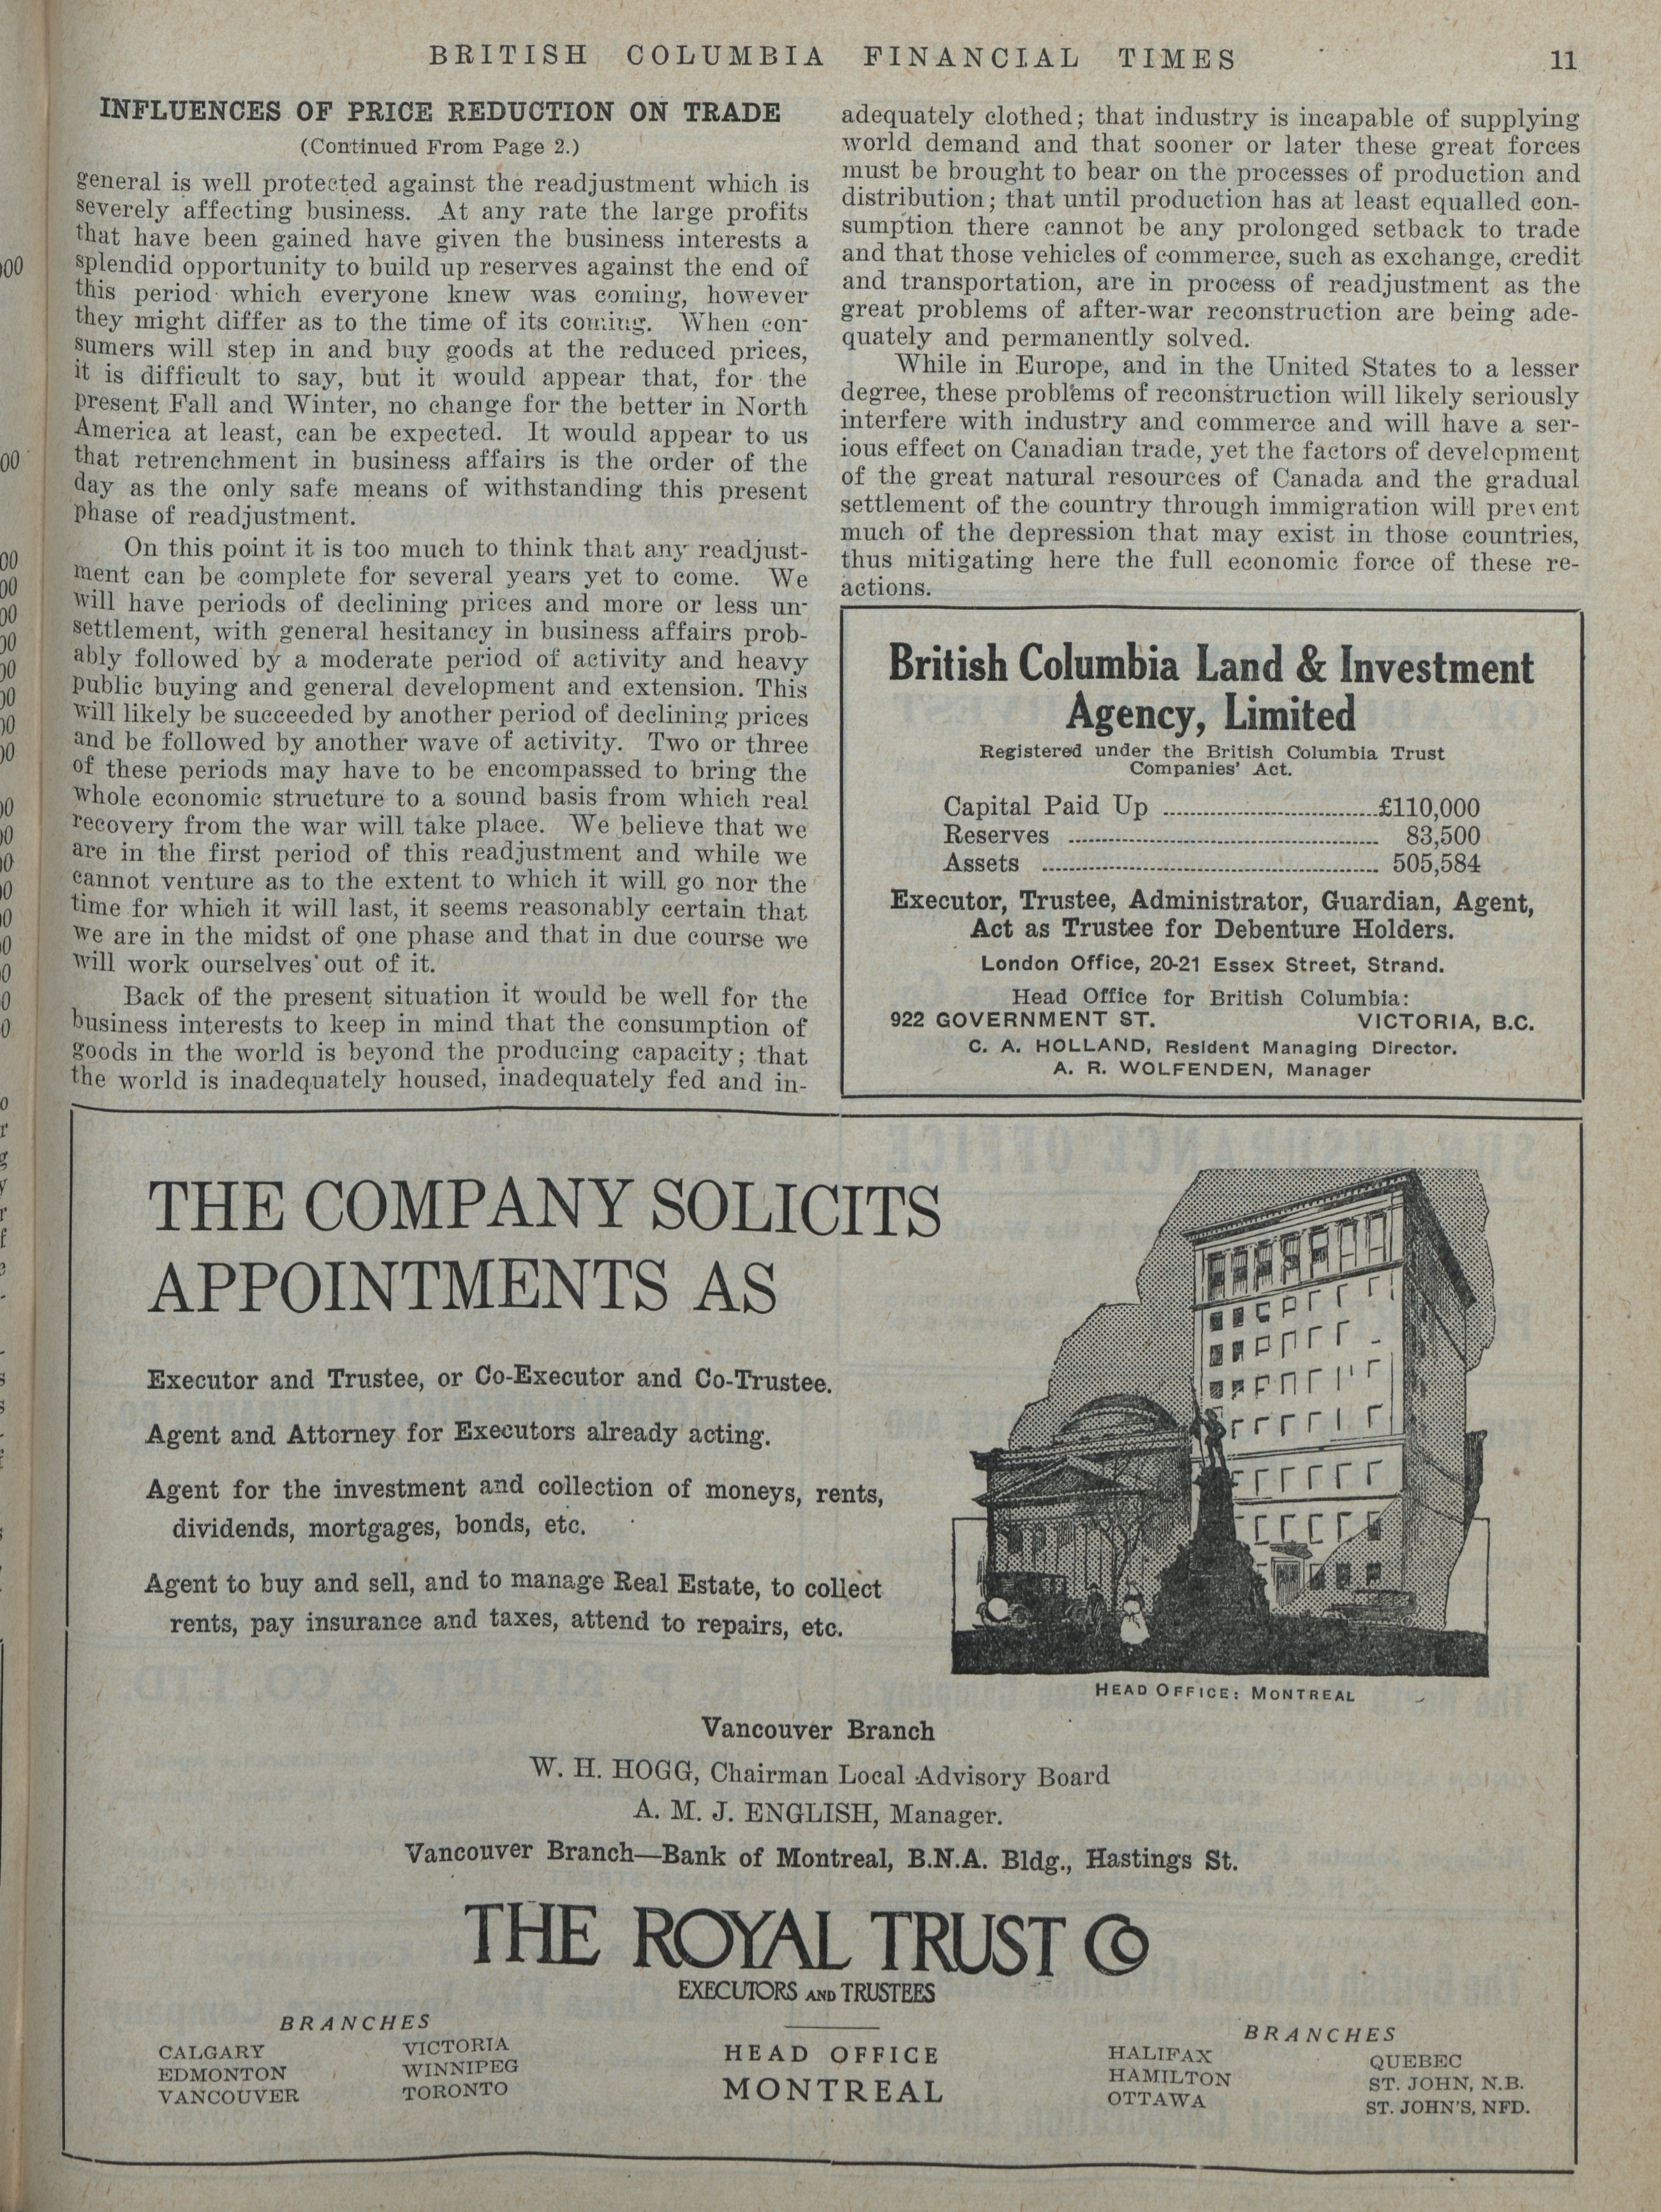 BRITISH COLUMBIA FINANCIAL TIMES 11
INFLUENCES OF PRICE REDUCTION ON TRADE
(Continued From Page 2.)
general is well protected against the readjustment which is
severely affecting business. At any rate the large profits
that have been gained have given the business interests a
splendid opportunity to build up reserves against the end of
this period which everyone knew was coming, however
they might differ as to the time of its coming. When con-
sumers will step in and buy goods at the reduced prices,
it is difficult to say, but it would appear that, for the
present Fall and Winter, no change for the better in North
America at least, can be expected. It would appear to us
that retrenchment in business affairs is the order of the
day as the only safe means of withstanding this present
phase of readjustment.
On this point it is too much to think that any readjust-
ment can be complete for several years yet to come. We
will have periods of declining prices and more or less un-
settlement, with general hesitancy in business affairs prob-
ably followed by a moderate period of activity and heavy
public buying and general development and extension. This
will likely be succeeded by another period of declining prices
and be followed by another wave of activity. Two or three
of these periods may have to be encompassed to bring the
whole economic structure to a sound basis from which real
recovery from the war will take place. We believe that we
are in the first period of this readjustment and while we
cannot venture as to the extent to which it will go nor the
time for which it will last, it seems reasonably certain that
we are in the midst of one phase and that in due course we
will work ourselves out of it.
Back of the present situation it would be well for the
business interests to keep in mind that the consumption of
goods in the world is beyond the producing capacity; that
the world is inadequately housed, inadequately fed and in-
adequately clothed; that industry is incapable of supplying
world demand and that sooner or later these great forces
must be brought to bear on the processes of production and
distribution; that until production has at least equalled con-
sumption there cannot be any prolonged setback to trade
and that those vehicles of commerce, such as exchange, credit
and transportation, are in process of readjustment as the
great problems of after-war reconstruction are being ade-
quately and permanently solved.
While in Europe, and in the United States to a lesser
degree, these problems of reconstruction will likely seriously
interfere with industry and commerce and will have a ser-
ious effect on Canadian trade, yet the factors of development
of the great natural resources of Canada and the gradual
settlement of the country through immigration will prevent
much of the depression that may exist in those countries,
thus mitigating here the full economic force of these re-
actions.
British Columbia Land & Investment
Agency, Limited
Registered under the British Columbia Trust
Companies' Act.
Capital Paid Up ................................£110,000
Reserves ................................ 83,500
Assets ................................ 505,584
Executor, Trustee, Administrator, Guardian, Agent,
Act as Trustee for Debenture Holders.
London Office, 20-21 Essex Street, Strand.
Head Office for British Columbia:
922 GOVERNMENT ST. VICTORIA, B.C.
C. A. HOLLAND, Resident Managing Director.
A. R. WOLFENDEN, Manager
THE COMPANY SOLICITS
APPOINTMENTS AS
Executor and Trustee, or Co-Executor and Co-Trustee.
Agent and Attorney for Executors already acting.
Agent for the investment and collection of moneys, rents,
dividends, mortgages, bonds, etc.
Agent to buy and sell, and to manage Real Estate, to collect
rents, pay insurance and taxes, attend to repairs, etc.
HEAD OFFICE: MONTREAL
Vancouver Branch
W. H. HOGG, Chairman Local Advisory Board
A. M. J. ENGLISH, Manager.
Vancouver Branch—Bank of Montreal, B.N.A. Bldg., Hastings St.
THE ROYAL TRUST Co
EXECUTORS AND TRUSTEES
BRANCHES
CALGARY VICTORIA
EDMONTON WINNIPEG
VANCOUVER TORONTO
HEAD OFFICE
MONTREAL
BRANCHES
HALIFAX QUEBEC
HAMILTON ST. JOHN, N.B.
OTTAWA ST. JOHN'S, NFD.